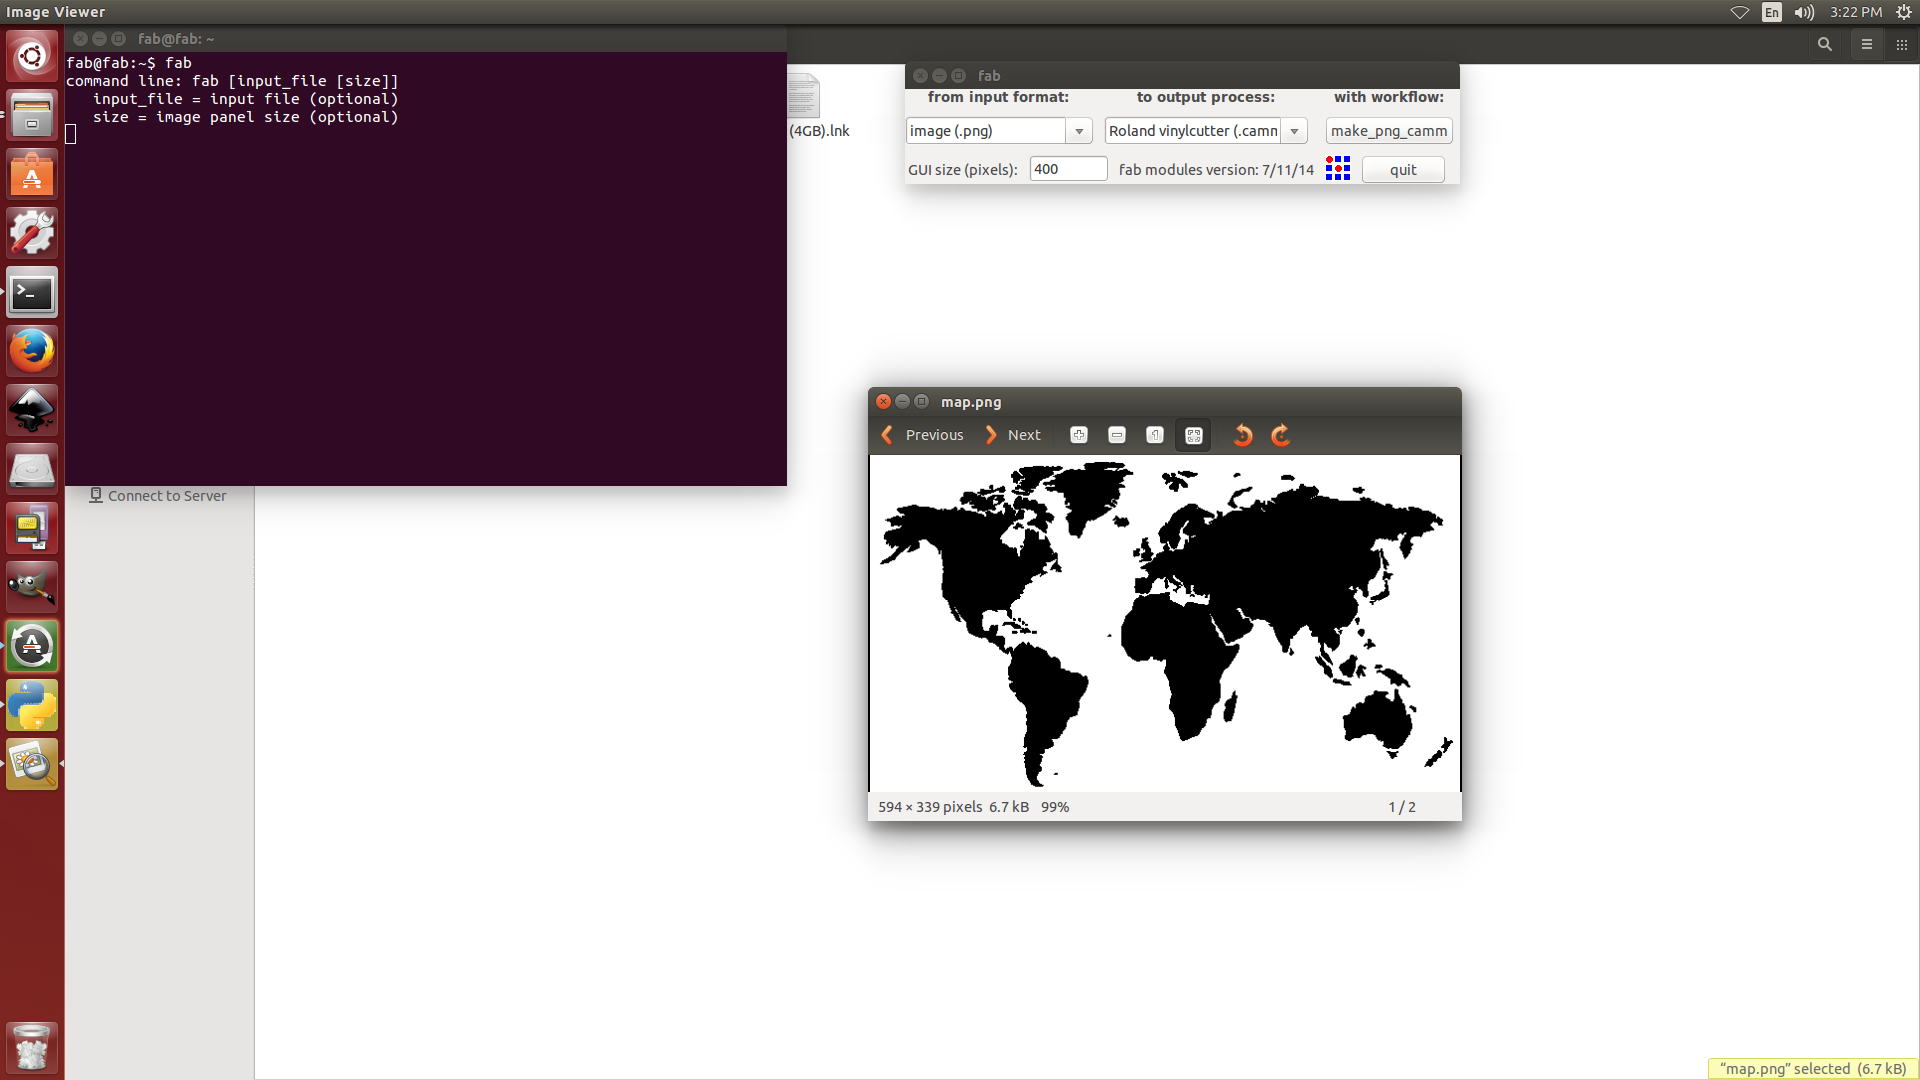 Image Viewer
En
3:22 PM
fab@fab: ~
fab@fab:~$ fab
command line: fab [input_file [size]]
input_file = input file (optional)
size = image panel size (optional)
(4GB).lnk
fab
from input format:
to output process:
with workflow:
image (.png)
Roland vinylcutter (.camn
make_png_camm
GUI size (pixels):
400
fab modules version: 7/11/14
quit
map.png
Previous
Next
594 × 339 pixels 6.7 kB 99%
1 / 2
Connect to Server
"map.png" selected (6.7 kB)